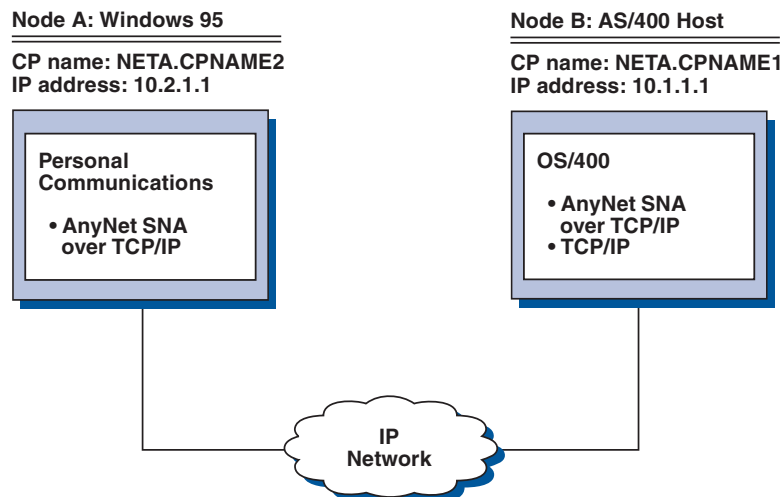 Node A: Windows 95
CP name: NETA.CPNAME2
IP address: 10.2.1.1
Personal
Communications
• AnyNet SNA
over TCP/IP
Node B: AS/400 Host
CP name: NETA.CPNAME1
IP address: 10.1.1.1
OS/400
• AnyNet SNA
over TCP/IP
• TCP/IP
IP
Network